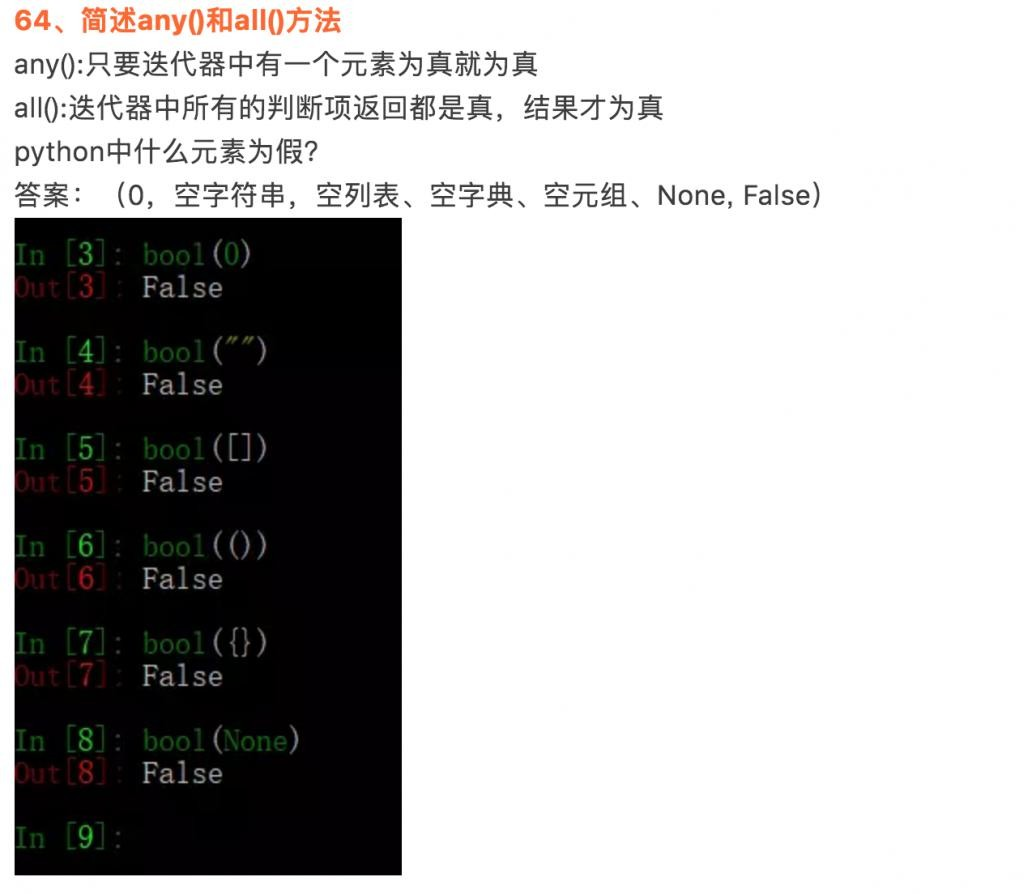 64、简述any()和all()方法
any():只要迭代器中有一个元素为真就为真
all():迭代器中所有的判断项返回都是真，结果才为真
python中什么元素为假？
答案：（0，空字符串，空列表、空字典、空元组、None, False）
In [3]: bool(0)
Out[3]: False
In [4]: bool("")
Out[4]: False
In [5]: bool([])
Out[5]: False
In [6]: bool(())
Out[6]: False
In [7]: bool({})
Out[7]: False
In [8]: bool(None)
Out[8]: False
In [9]: